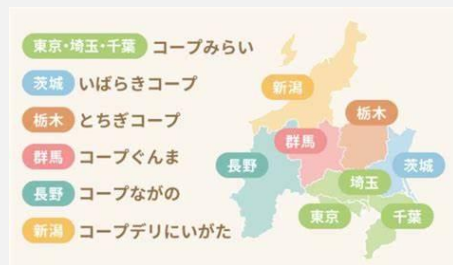 東京・埼玉・千葉 コープみらい
茨城 いばらきコープ
栃木 とちぎコープ
群馬 コープぐんま
長野 コープながの
新潟 コープデリにいがた
新潟
栃木
群馬
長野
茨城
埼玉
東京
千葉